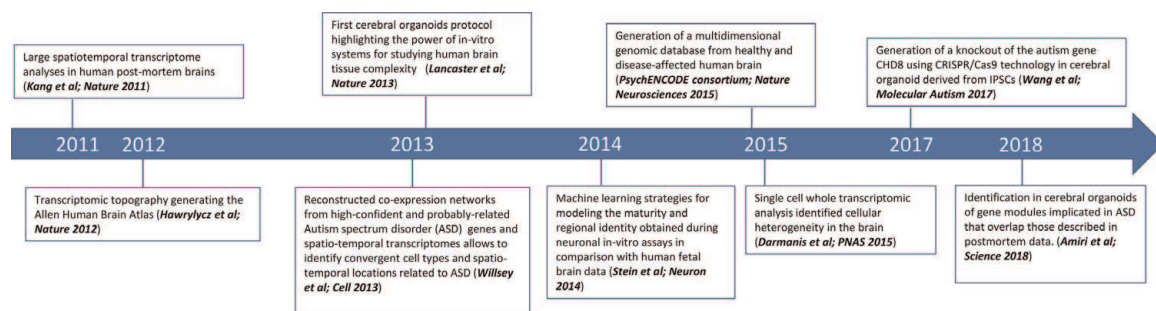 Large spatiotemporal transcriptome
analyses in human post-mortem brains
(Kang et al; Nature 2011)
First cerebral organoids protocol
highlighting the power of in-vitro
systems for studying human brain
tissue complexity (Lancaster et al;
Nature 2013)
Generation of a multidimensional
genomic database from healthy and
disease-affected human brain
(PsychENCODE consortium; Nature
Neurosciences 2015)
Generation of a knockout of the autism gene
CHD8 using CRISPR/Cas9 technology in cerebral
organoid derived from IPSCs (Wang et al;
Molecular Autism 2017)
2011 2012 2013 2014 2015 2017 2018
Transcriptomic topography generating the
Allen Human Brain Atlas (Hawrylycz et al;
Nature 2012)
Reconstructed co-expression networks
from high-confident and probably-related
Autism spectrum disorder (ASD) genes and
spatio-temporal transcriptomes allows to
identify convergent cell types and spatio-
temporal locations related to ASD (Willsey
et al; Cell 2013)
Machine learning strategies for
modeling the maturity and
regional identity obtained during
neuronal in-vitro assays in
comparison with human fetal
brain data (Stein et al; Neuron
2014)
Single cell whole transcriptomic
analysis identified cellular
heterogeneity in the brain
(Darmanis et al; PNAS 2015)
Identification in cerebral organoids
of gene modules implicated in ASD
that overlap those described in
postmortem data. (Amiri et al;
Science 2018)